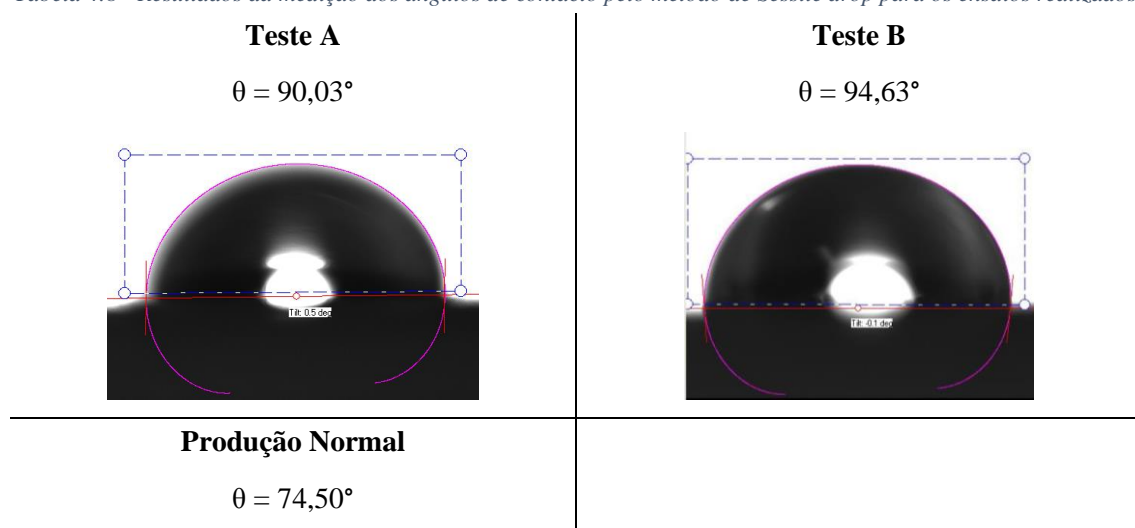 Tabela 4.8 - Resultados da medição dos ângulos de contacto pelo método de Sessile drop para os ensaios realizados
Teste A
Teste B
θ = 90,03°
θ = 94,63°
Tilt: 0.5 deg
Tilt: -0.1 deg
Produção Normal
θ = 74,50°